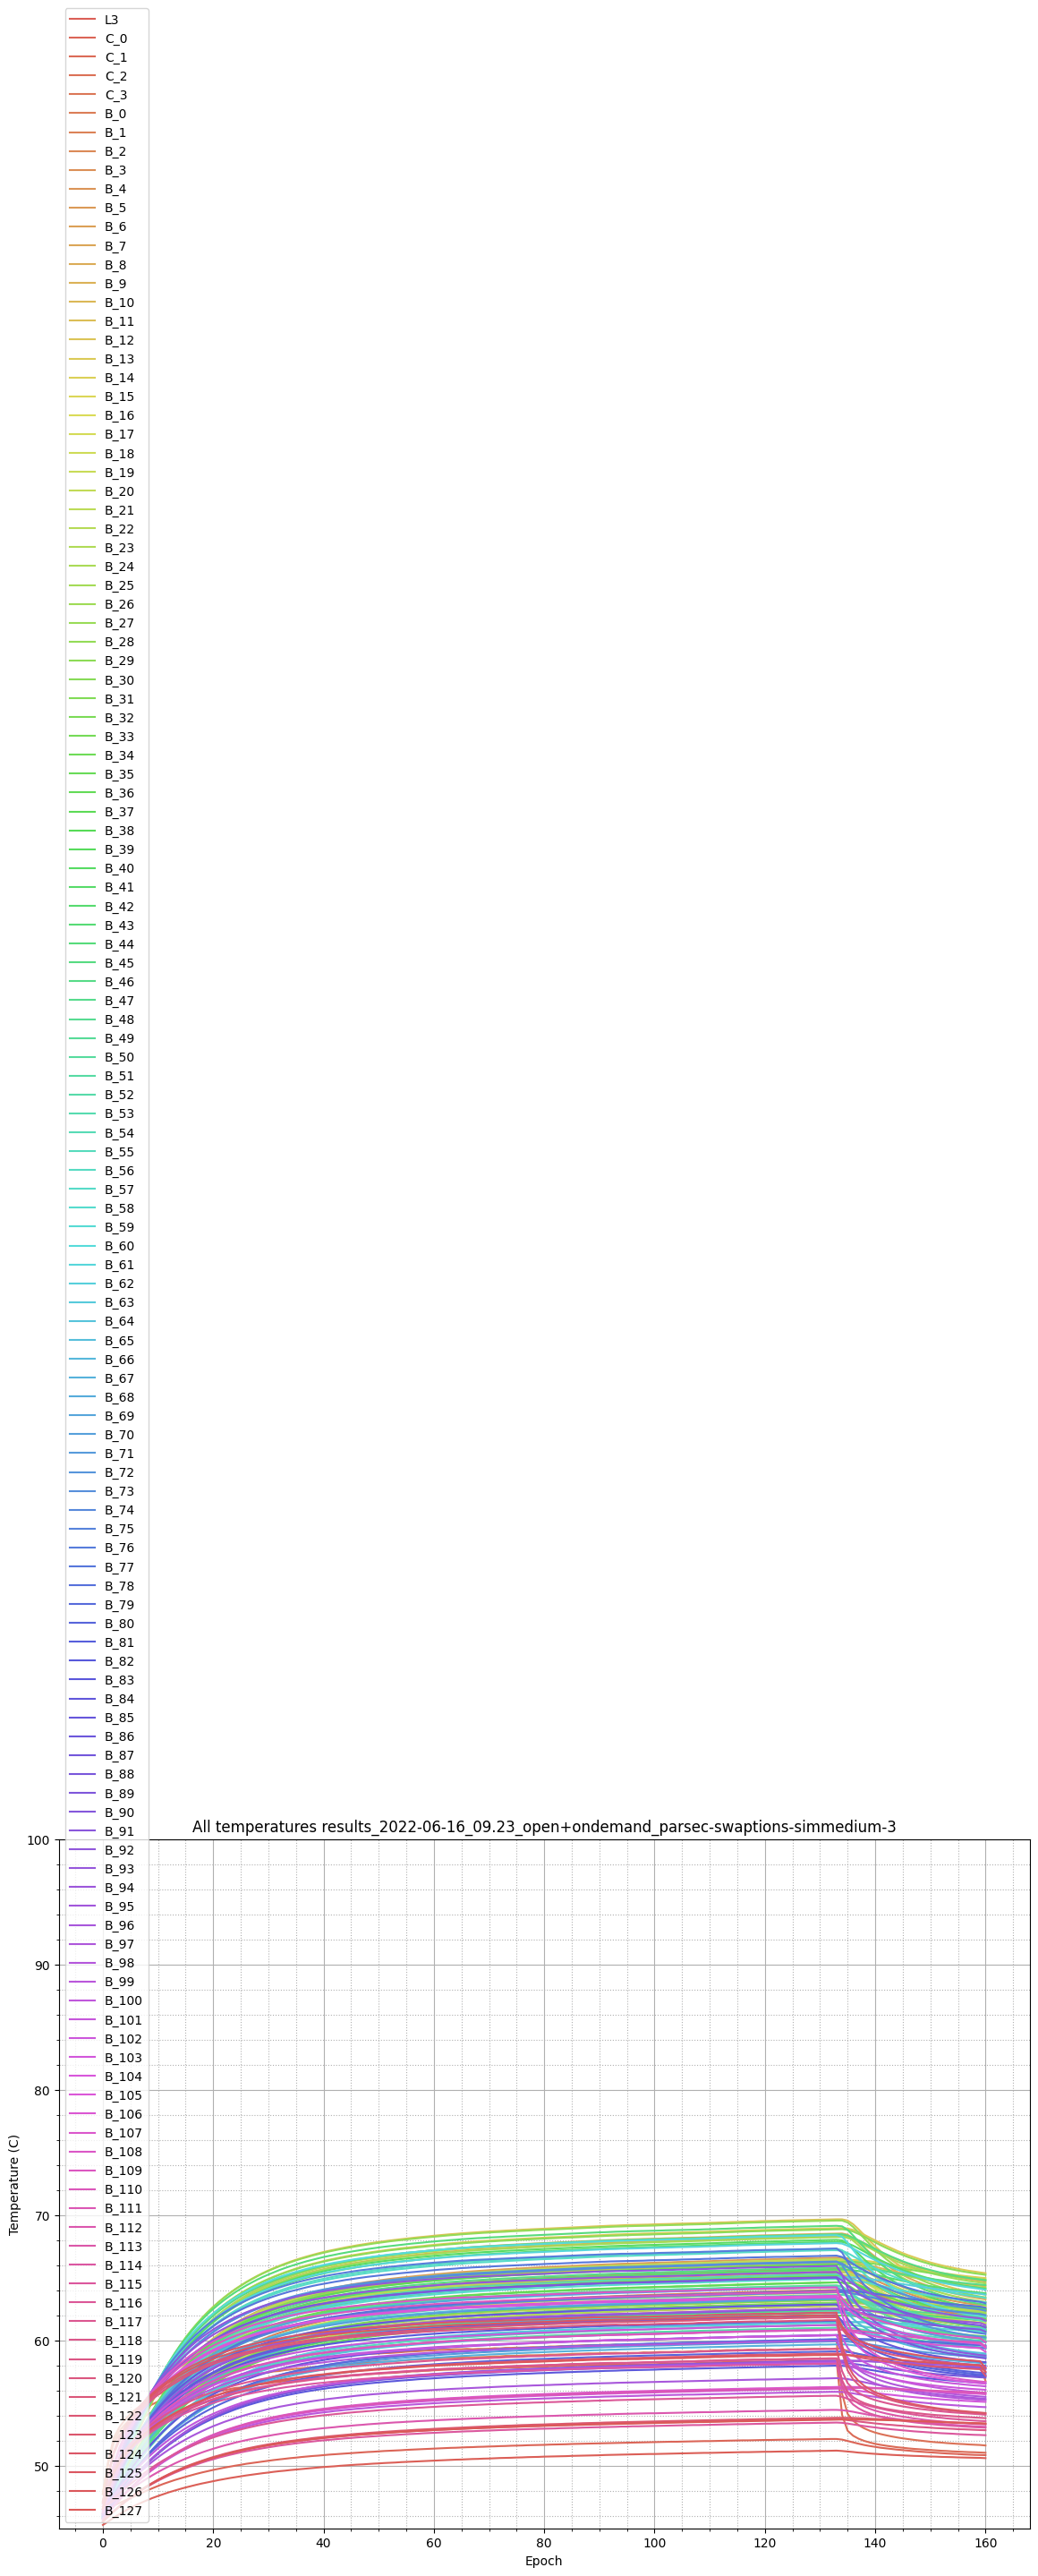 L3
C_0
C_1
C_2
C_3
B_0
B_1
B_2
B_3
B_4
B_5
B_6
B_7
B_8
B_9
B_10
B_11
B_12
B_13
B_14
B_15
B_16
B_17
B_18
B_19
B_20
B_21
B_22
B_23
B_24
B_25
B_26
B_27
B_28
B_29
B_30
B_31
B_32
B_33
B_34
B_35
B_36
B_37
B_38
B_39
B_40
B_41
B_42
B_43
B_44
B_45
B_46
B_47
B_48
B_49
B_50
B_51
B_52
B_53
B_54
B_55
B_56
B_57
B_58
B_59
B_60
B_61
B_62
B_63
B_64
B_65
B_66
B_67
B_68
B_69
B_70
B_71
B_72
B_73
B_74
B_75
B_76
B_77
B_78
B_79
B_80
B_81
B_82
B_83
B_84
B_85
B_86
B_87
B_88
B_89
B_90
B_91
B_92
B_93
B_94
B_95
B_96
B_97
B_98
B_99
B_100
B_101
B_102
B_103
B_104
B_105
B_106
B_107
B_108
B_109
B_110
B_111
B_112
B_113
B_114
B_115
B_116
B_117
B_118
B_119
B_120
B_121
B_122
B_123
B_124
B_125
B_126
B_127
All temperatures results_2022-06-16_09.23_open+ondemand_parsec-swaptions-simmedium-3
100
90
80
70
60
50
Temperature (C)
0 20 40 60 80 100 120 140 160
Epoch